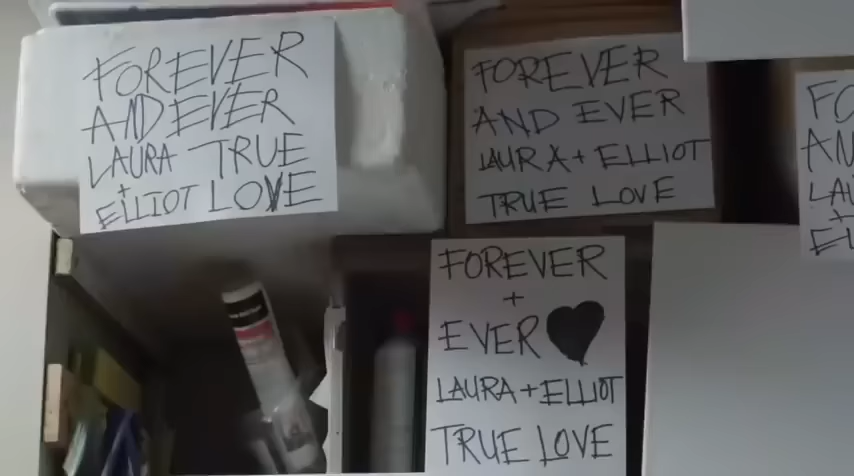 FOREVER
AND EVER
LAURA TRUE
+
ELLIOT LOVE
FOREVER
AND EVER
LAURA + ELLIOT
TRUE LOVE
FOREVER
+
EVER
LAURA + ELLIOT
TRUE LOVE